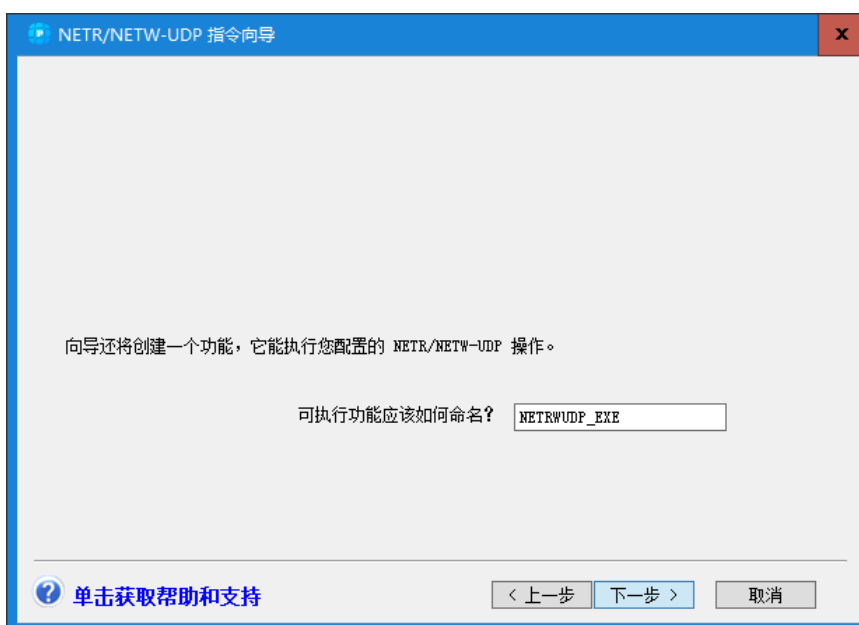 NETR/NETW-UDP 指令向导
x
向导还将创建一个功能，它能执行您配置的 NETR/NETW-UDP 操作。
可执行功能应该如何命名？ NETRWUDP_EXE
? 单击获取帮助和支持 < 上一步 下一步 > 取消